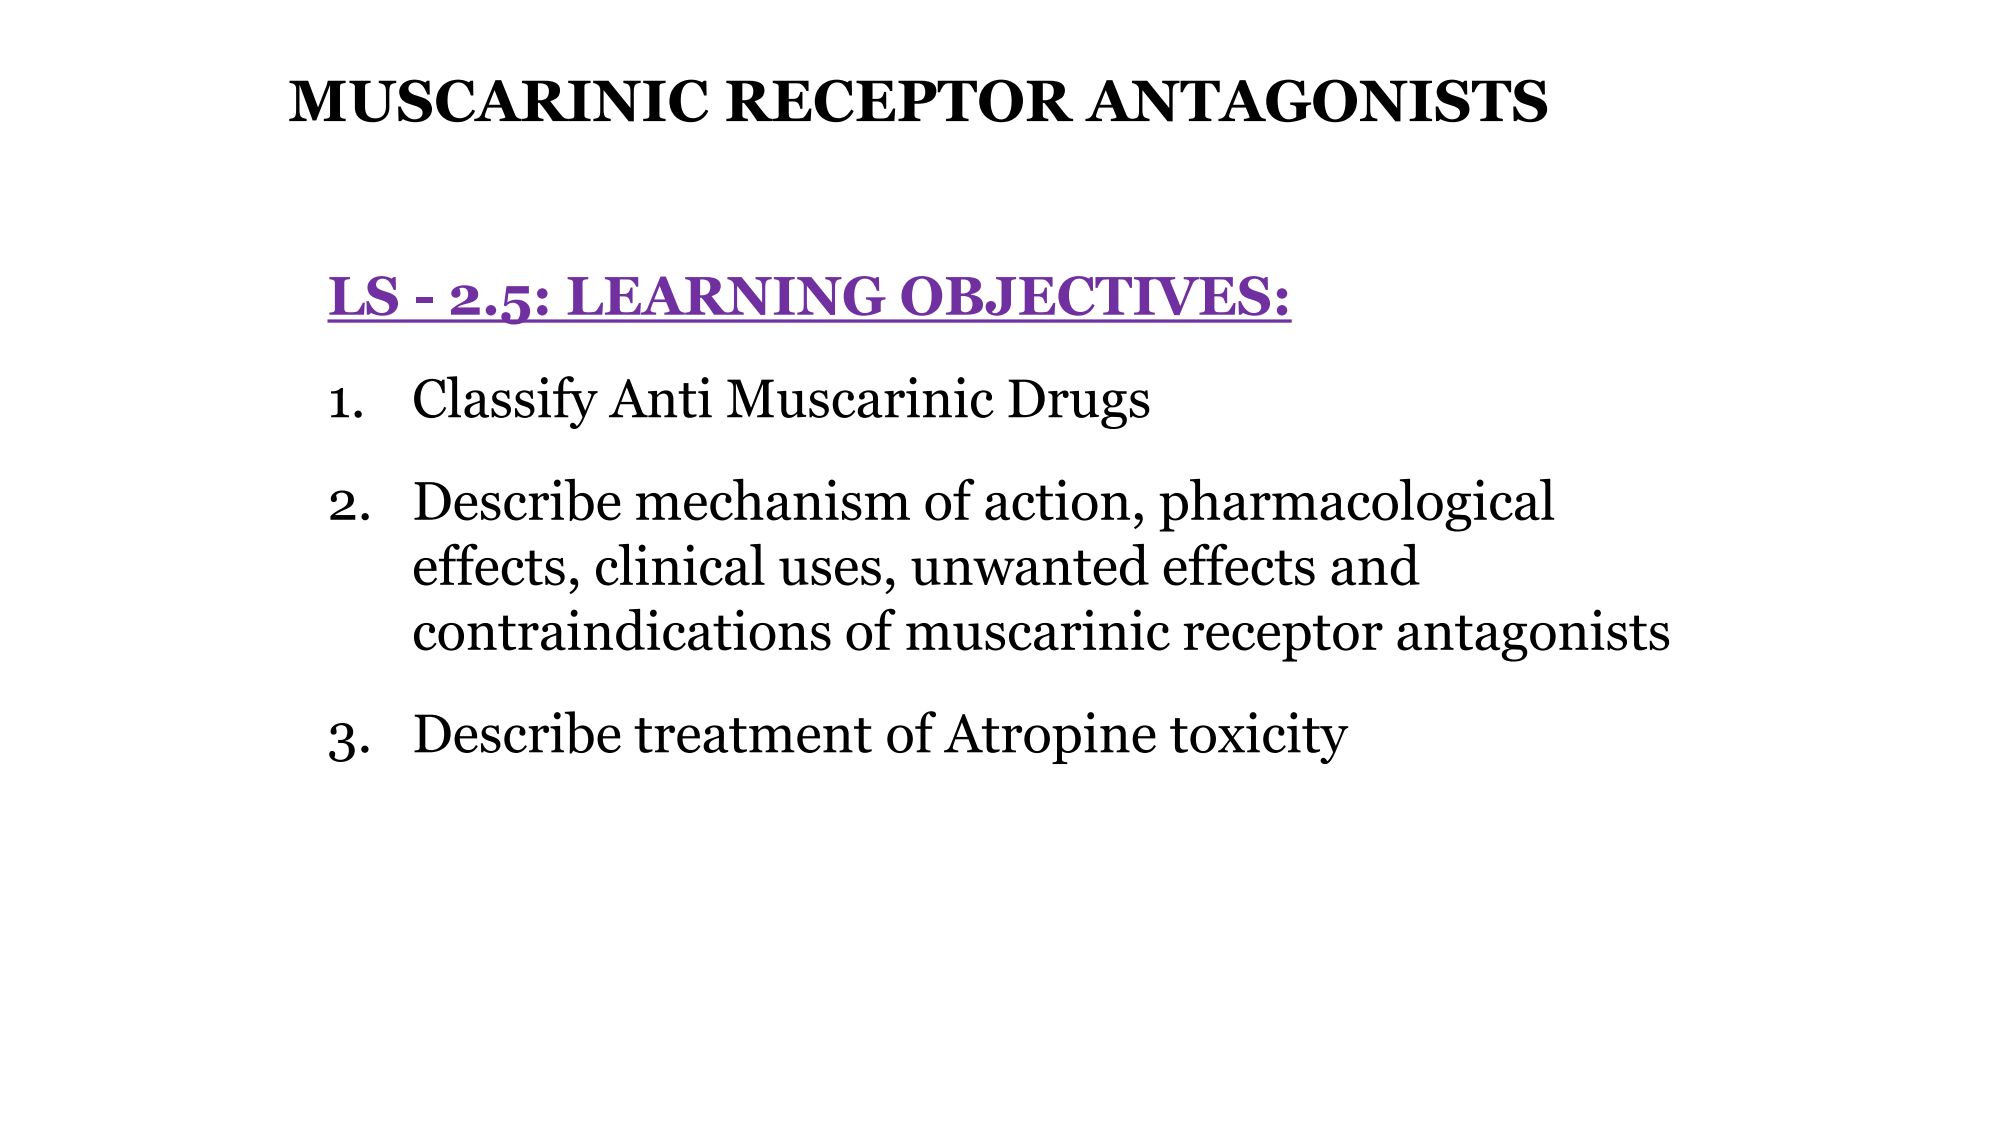 MUSCARINIC RECEPTOR ANTAGONISTS
LS - 2.5: LEARNING OBJECTIVES:
1. Classify Anti Muscarinic Drugs
2. Describe mechanism of action, pharmacological
effects, clinical uses, unwanted effects and
contraindications of muscarinic receptor antagonists
3. Describe treatment of Atropine toxicity